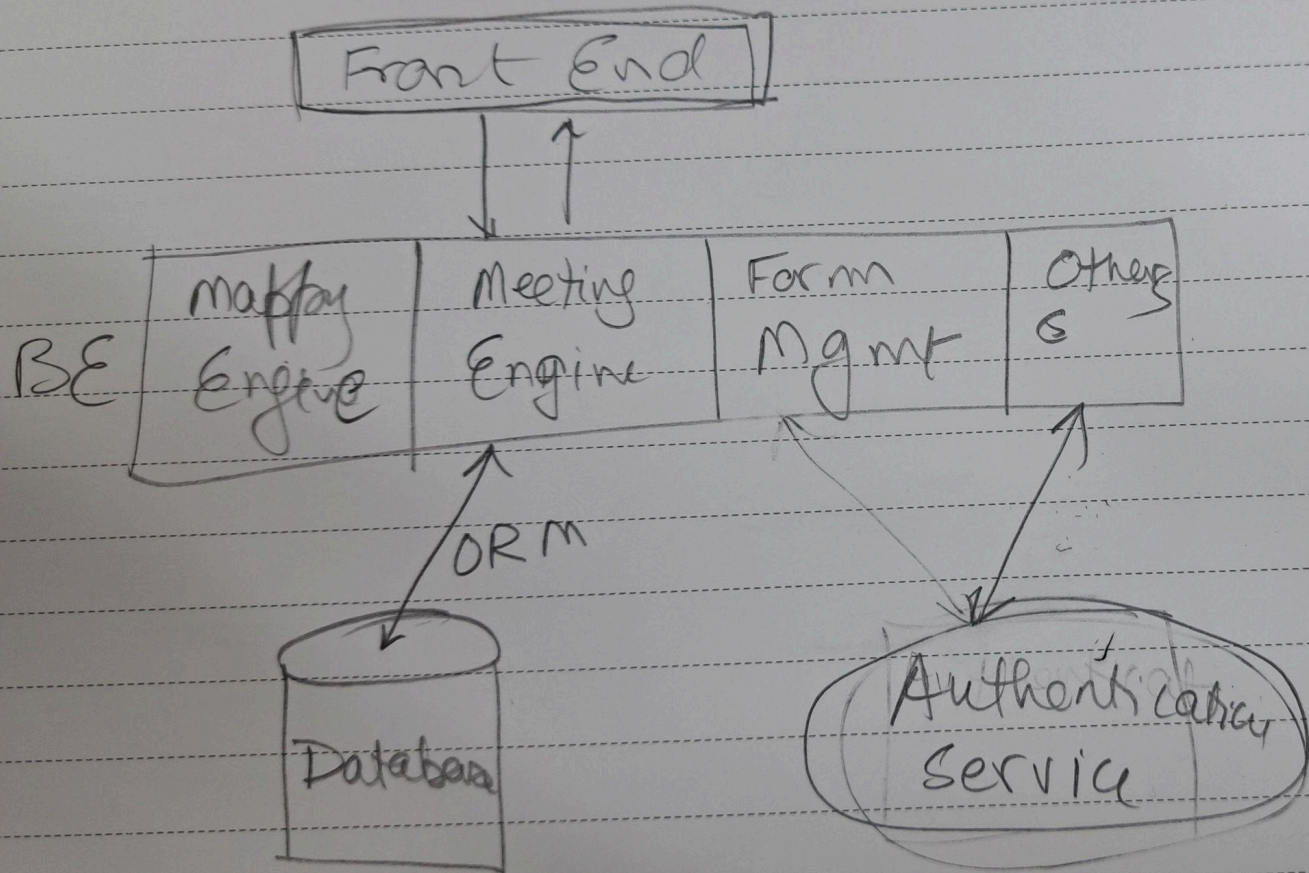 Front End
BE
Mapping
Engine
Meeting
Engine
Form
Mgmt
Others
ORM
Database
Authentication
Service